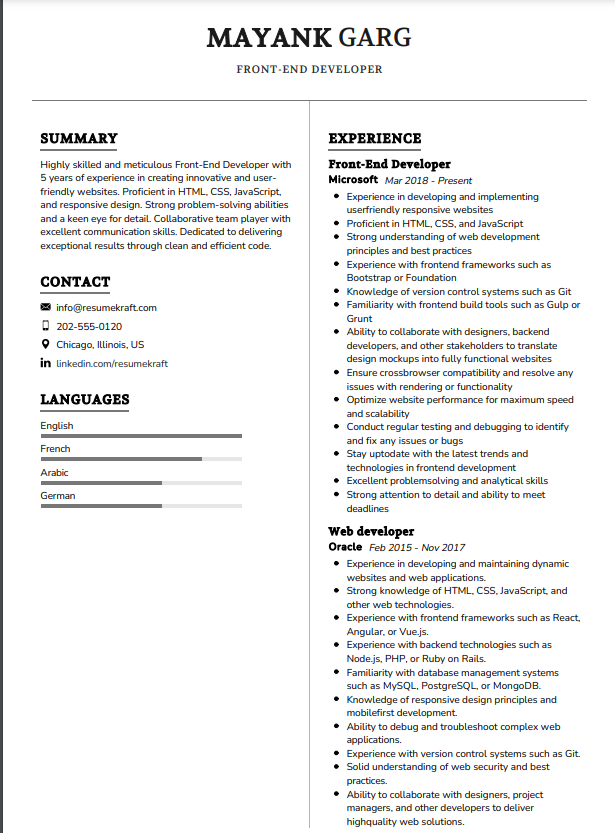 MAYANK GARG
FRONT-END DEVELOPER
SUMMARY
Highly skilled and meticulous Front-End Developer with
5 years of experience in creating innovative and user-
friendly websites. Proficient in HTML, CSS, JavaScript,
and responsive design. Strong problem-solving abilities
and a keen eye for detail. Collaborative team player with
excellent communication skills. Dedicated to delivering
exceptional results through clean and efficient code.
CONTACT
info@resumekraft.com
202-555-0120
Chicago, Illinois, US
in linkedin.com/resumekraft
LANGUAGES
English
French
Arabic
German
EXPERIENCE
Front-End Developer
Microsoft Mar 2018 - Present
• Experience in developing and implementing
userfriendly responsive websites
• Proficient in HTML, CSS, and JavaScript
• Strong understanding of web development
principles and best practices
• Experience with frontend frameworks such as
Bootstrap or Foundation
• Knowledge of version control systems such as Git
• Familiarity with frontend build tools such as Gulp or
Grunt
• Ability to collaborate with designers, backend
developers, and other stakeholders to translate
design mockups into fully functional websites
• Ensure crossbrowser compatibility and resolve any
issues with rendering or functionality
• Optimize website performance for maximum speed
and scalability
• Conduct regular testing and debugging to identify
and fix any issues or bugs
• Stay uptodate with the latest trends and
technologies in frontend development
• Excellent problemsolving and analytical skills
• Strong attention to detail and ability to meet
deadlines
Web developer
Oracle Feb 2015 - Nov 2017
• Experience in developing and maintaining dynamic
websites and web applications.
• Strong knowledge of HTML, CSS, JavaScript, and
other web technologies.
• Experience with frontend frameworks such as React,
Angular, or Vue.js.
• Experience with backend technologies such as
Node.js, PHP, or Ruby on Rails.
• Familiarity with database management systems
such as MySQL, PostgreSQL, or MongoDB.
• Knowledge of responsive design principles and
mobilefirst development.
• Ability to debug and troubleshoot complex web
applications.
• Experience with version control systems such as Git.
• Solid understanding of web security and best
practices.
• Ability to collaborate with designers, project
managers, and other developers to deliver
highquality web solutions.